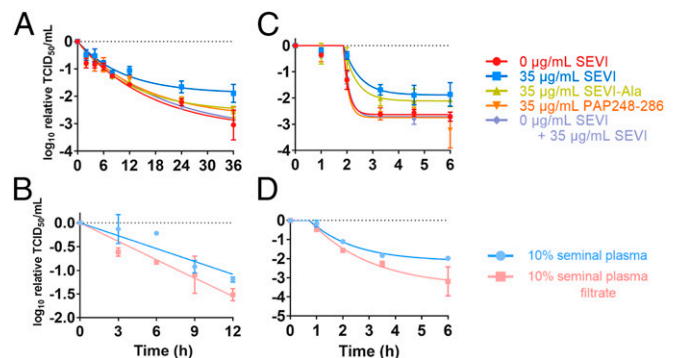 A
C
log10 relative TCID50/mL
0
-1
-2
-3
-4
0 6 12 18 24 30 36
0
-1
-2
-3
-4
0 1 2 3 4 5 6
0 µg/mL SEVI
35 µg/mL SEVI
35 µg/mL SEVI-Ala
35 µg/mL PAP248-286
0 µg/mL SEVI
+ 35 µg/mL SEVI
B
D
log10 relative TCID50/mL
0.0
-0.5
-1.0
-1.5
-2.0
0 3 6 9 12
Time (h)
0
-1
-2
-3
-4
-5
0 1 2 3 4 5 6
Time (h)
10% seminal plasma
10% seminal plasma
filtrate